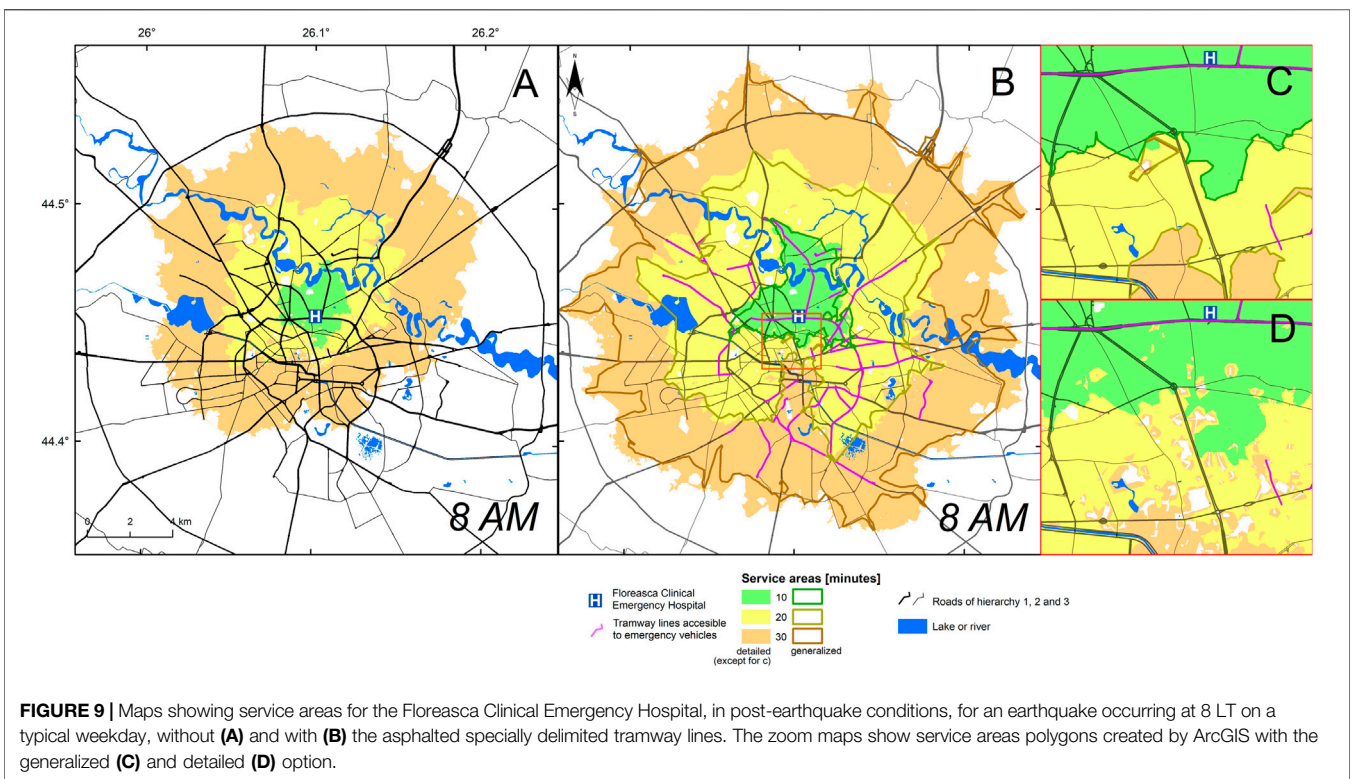 26°
26.1°
26.2°
44.5°
44.4°
A
N
B
C
D
H
H
H
H
8 AM
8 AM
0 2 4 km
H
Floreasca Clinical
Emergency Hospital
Tramway lines accesible
to emergency vehicles
Service areas [minutes]
10
20
30
detailed
(except for c)
generalized
Roads of hierarchy 1, 2 and 3
Lake or river
FIGURE 9 | Maps showing service areas for the Floreasca Clinical Emergency Hospital, in post-earthquake conditions, for an earthquake occurring at 8 LT on a
typical weekday, without (A) and with (B) the asphalted specially delimited tramway lines. The zoom maps show service areas polygons created by ArcGIS with the
generalized (C) and detailed (D) option.